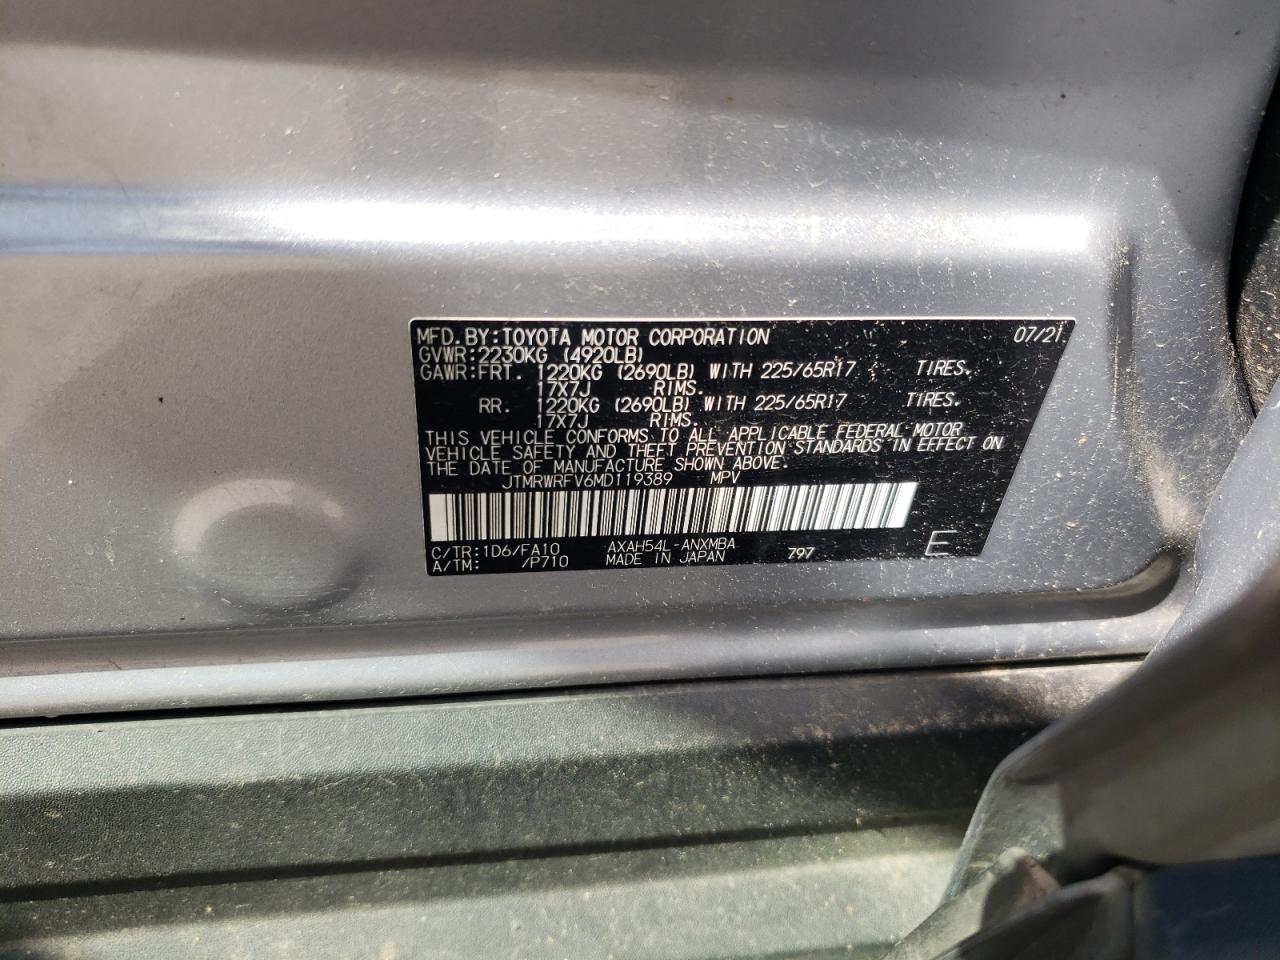 MFD.BY:TOYOTA MOTOR CORPORATION 07/21
GVWR:2230KG (4920LB)
GAWR:FRT. 1220KG (2690LB) WITH 225/65R17 TIRES.
17X7J RIMS.
RR. 1220KG (2690LB) WITH 225/65R17 TIRES.
17X7J RIMS.
THIS VEHICLE CONFORMS TO ALL APPLICABLE FEDERAL MOTOR
VEHICLE SAFETY AND THEFT PREVENTION STANDARDS IN EFFECT ON
THE DATE OF MANUFACTURE SHOWN ABOVE.
JTMRWRFV6MD119389 MPV
C/TR:1D6/FA10 AXAH54L-ANXMBA
A/TM: /P710 MADE IN JAPAN Z97 E